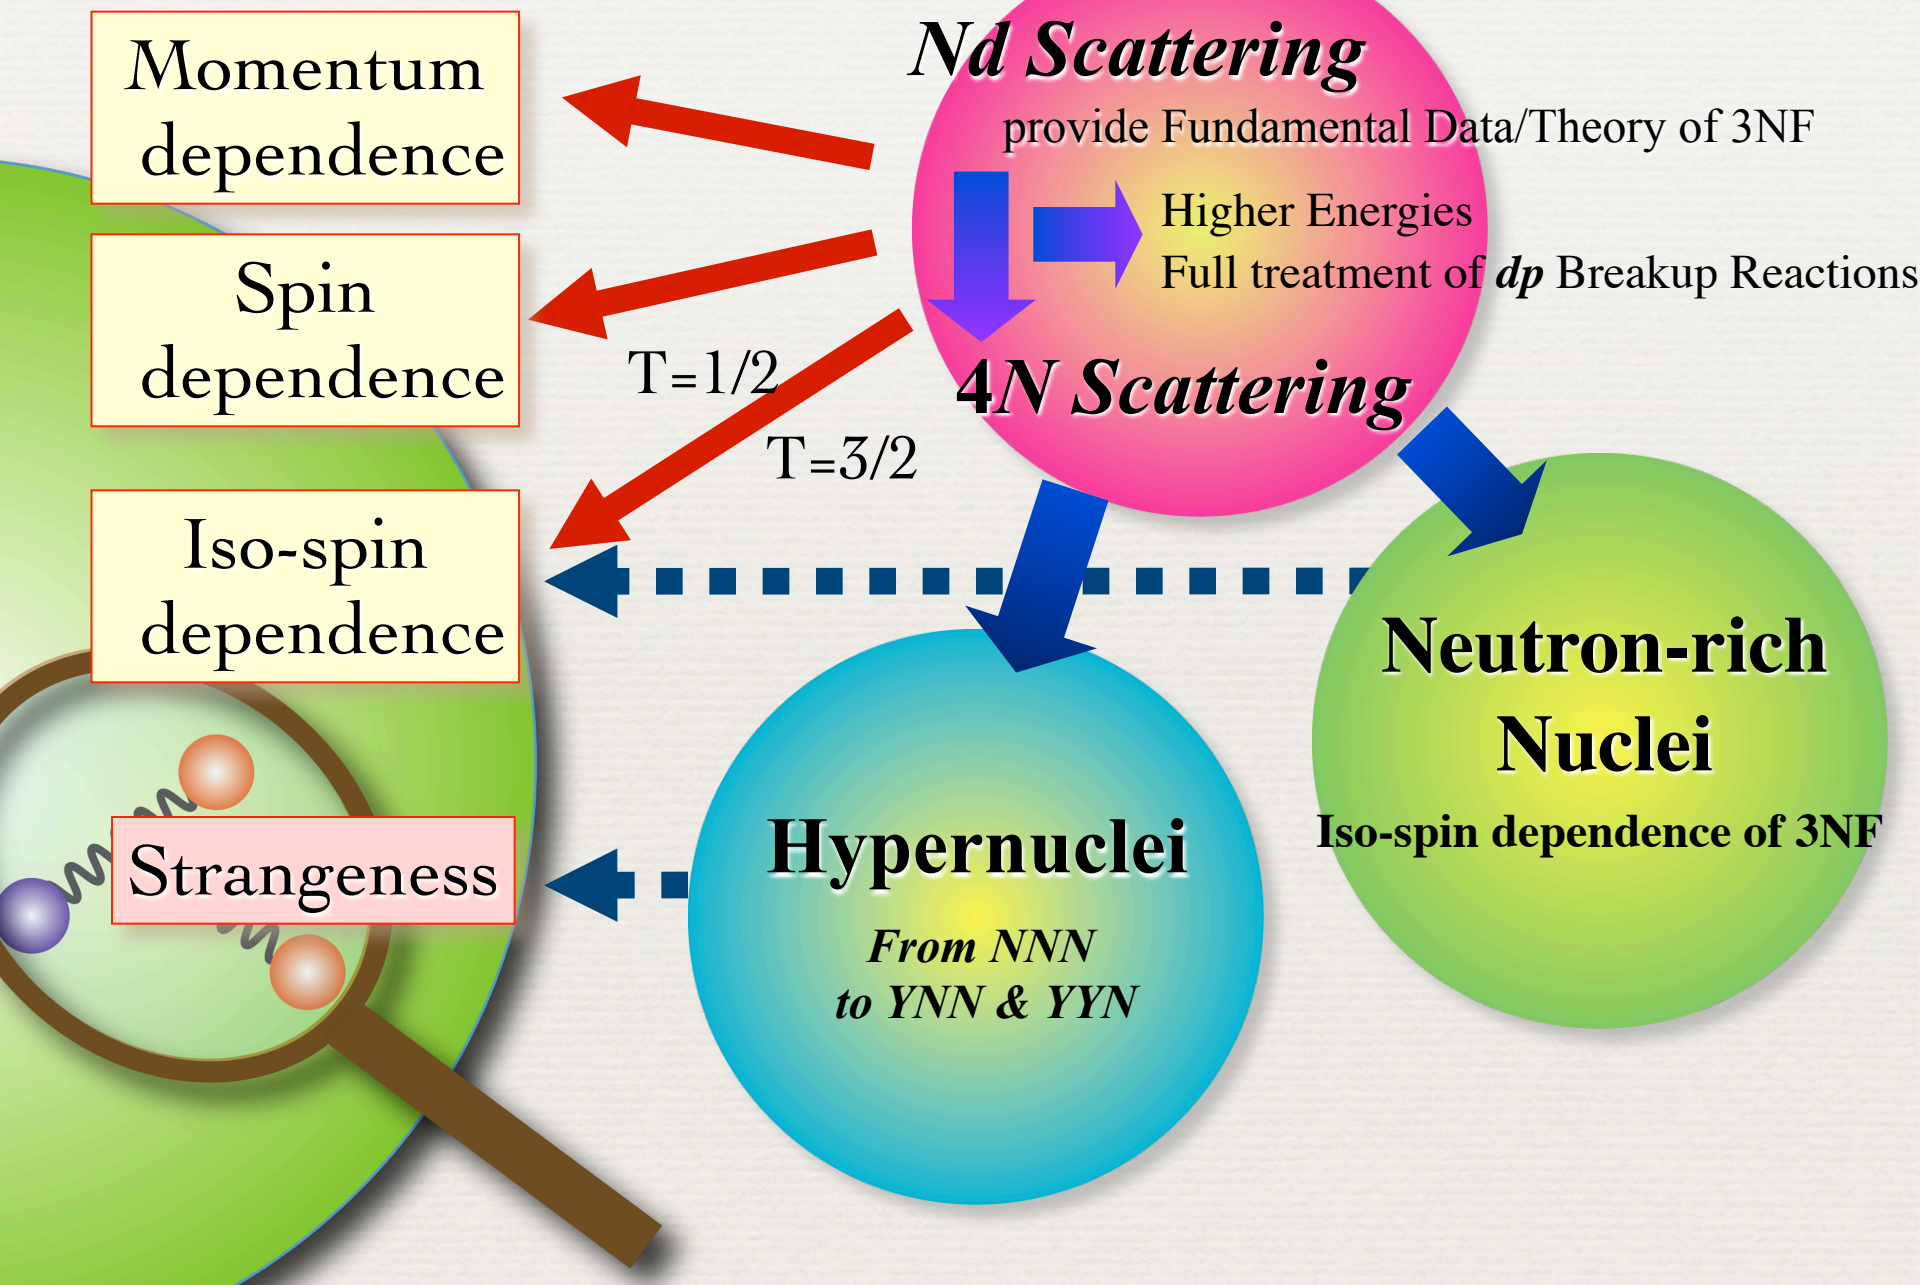 Momentum
dependence
Spin
dependence
Iso-spin
dependence
Strangeness
T=1/2
T=3/2
Nd Scattering
provide Fundamental Data/Theory of 3NF
Higher Energies
Full treatment of dp Breakup Reactions
4N Scattering
Hypernuclei
From NNN
to YNN & YYN
Neutron-rich
Nuclei
Iso-spin dependence of 3NF